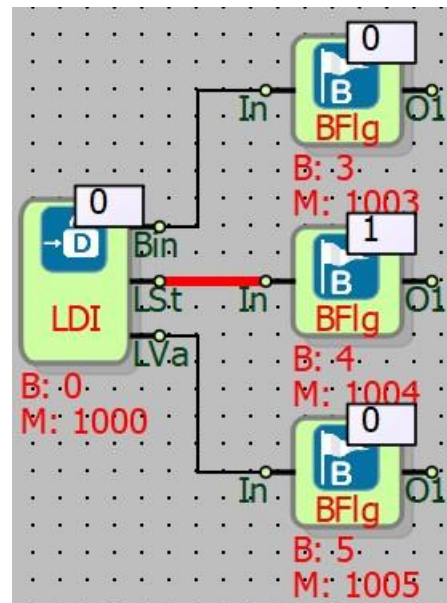 0
B
In
O1
BFlg
B: 3
M: 1003
0
→D
Bin
LDI
LSt
LVa
B: 0
M: 1000
1
B
In
O1
BFlg
B: 4
M: 1004
0
B
In
O1
BFlg
B: 5
M: 1005